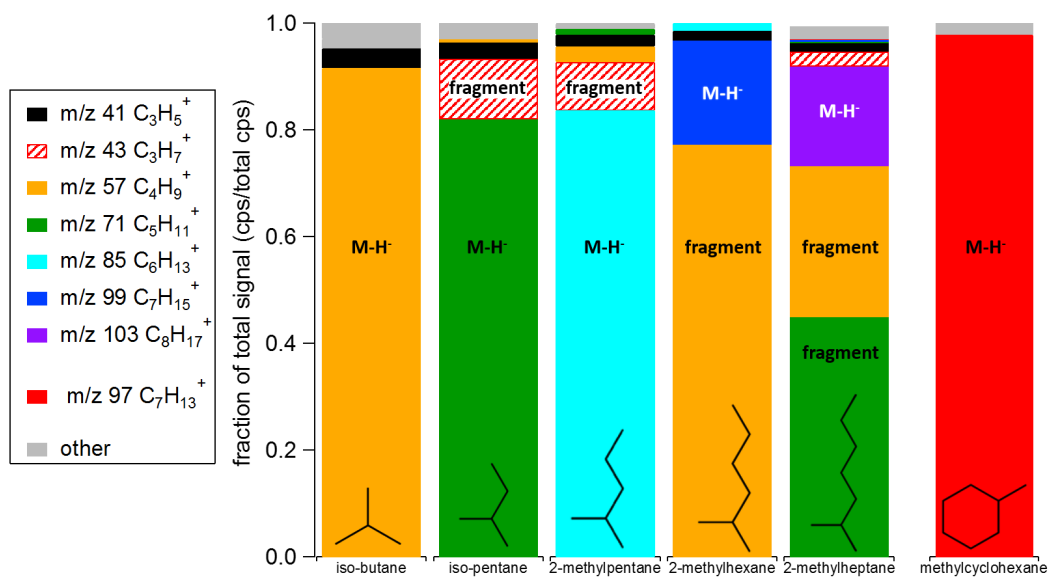 m/z 41 C₃H₅⁺
m/z 43 C₃H₇⁺
m/z 57 C₄H₉⁺
m/z 71 C₅H₁₁⁺
m/z 85 C₆H₁₃⁺
m/z 99 C₇H₁₅⁺
m/z 103 C₈H₁₇⁺
m/z 97 C₇H₁₃⁺
other
fraction of total signal (cps/total cps)
1.0
0.8
0.6
0.4
0.2
0.0
M-H⁻
fragment
M-H⁻
fragment
M-H⁻
M-H⁻
fragment
M-H⁻
fragment
fragment
M-H⁻
iso-butane
iso-pentane
2-methylpentane
2-methylhexane
2-methylheptane
methylcyclohexane